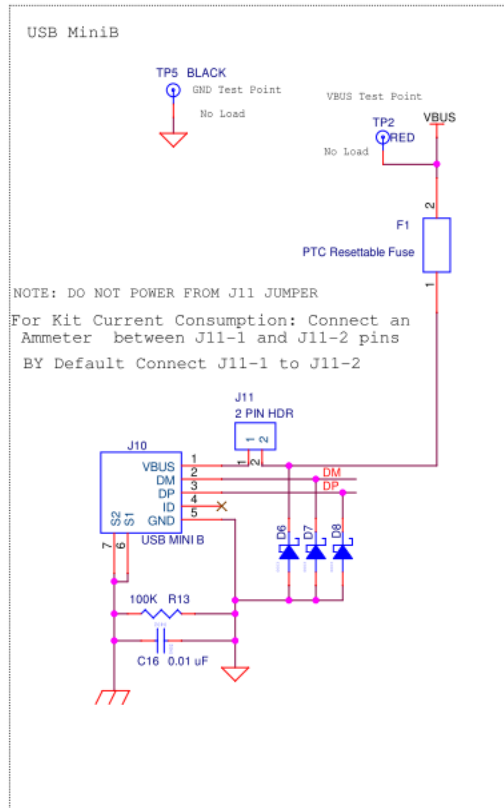 USB MiniB
TP5 BLACK
GND Test Point
No Load
VBUS Test Point
TP2
RED
VBUS
No Load
2
F1
PTC Resettable Fuse
1
NOTE: DO NOT POWER FROM J11 JUMPER
For Kit Current Consumption: Connect an
Ammeter between J11-1 and J11-2 pins
BY Default Connect J11-1 to J11-2
J11
2 PIN HDR
1 2
1 2
J10
VBUS 1
DM 2
DP 3
ID 4
GND 5
S2 S1
7 6
USB MINI B
DM
DP
D6 D7 D8
100K R13
C16 0.01 uF